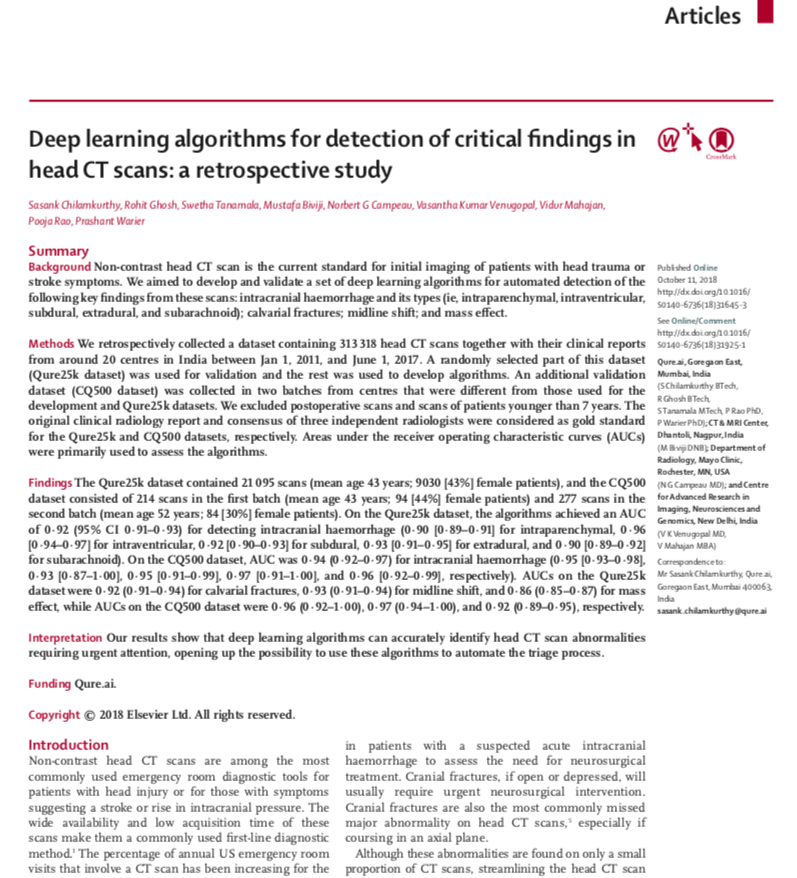 Articles
Deep learning algorithms for detection of critical findings in
head CT scans: a retrospective study
CrossMark
Sasank Chilamkurthy, Rohit Ghosh, Swetha Tanamala, Mustafa Biviji, Norbert G Campeau, Vasantha Kumar Venugopal, Vidur Mahajan,
Pooja Rao, Prashant Warier
Summary
Background Non-contrast head CT scan is the current standard for initial imaging of patients with head trauma or
stroke symptoms. We aimed to develop and validate a set of deep learning algorithms for automated detection of the
following key findings from these scans: intracranial haemorrhage and its types (ie, intraparenchymal, intraventricular,
subdural, extradural, and subarachnoid); calvarial fractures; midline shift; and mass effect.
Methods We retrospectively collected a dataset containing 313 318 head CT scans together with their clinical reports
from around 20 centres in India between Jan 1, 2011, and June 1, 2017. A randomly selected part of this dataset
(Qure25k dataset) was used for validation and the rest was used to develop algorithms. An additional validation
dataset (CQ500 dataset) was collected in two batches from centres that were different from those used for the
development and Qure25k datasets. We excluded postoperative scans and scans of patients younger than 7 years. The
original clinical radiology report and consensus of three independent radiologists were considered as gold standard
for the Qure25k and CQ500 datasets, respectively. Areas under the receiver operating characteristic curves (AUCs)
were primarily used to assess the algorithms.
Findings The Qure25k dataset contained 21 095 scans (mean age 43 years; 9030 [43%] female patients), and the CQ500
dataset consisted of 214 scans in the first batch (mean age 43 years; 94 [44%] female patients) and 277 scans in the
second batch (mean age 52 years; 84 [30%] female patients). On the Qure25k dataset, the algorithms achieved an AUC
of 0·92 (95% CI 0·91–0·93) for detecting intracranial haemorrhage (0·90 [0·89–0·91] for intraparenchymal, 0·96
[0·94–0·97] for intraventricular, 0·92 [0·90–0·93] for subdural, 0·93 [0·91–0·95] for extradural, and 0·90 [0·89–0·92]
for subarachnoid). On the CQ500 dataset, AUC was 0·94 (0·92–0·97) for intracranial haemorrhage (0·95 [0·93–0·98],
0·93 [0·87–1·00], 0·95 [0·91–0·99], 0·97 [0·91–1·00], and 0·96 [0·92–0·99], respectively). AUCs on the Qure25k
dataset were 0·92 (0·91–0·94) for calvarial fractures, 0·93 (0·91–0·94) for midline shift, and 0·86 (0·85–0·87) for mass
effect, while AUCs on the CQ500 dataset were 0·96 (0·92–1·00), 0·97 (0·94–1·00), and 0·92 (0·89–0·95), respectively.
Interpretation Our results show that deep learning algorithms can accurately identify head CT scan abnormalities
requiring urgent attention, opening up the possibility to use these algorithms to automate the triage process.
Funding Qure.ai.
Copyright © 2018 Elsevier Ltd. All rights reserved.
Introduction
Non-contrast head CT scans are among the most
commonly used emergency room diagnostic tools for
patients with head injury or for those with symptoms
suggesting a stroke or rise in intracranial pressure. The
wide availability and low acquisition time of these
scans make them a commonly used first-line diagnostic
method.¹ The percentage of annual US emergency room
visits that involve a CT scan has been increasing for the
in patients with a suspected acute intracranial
haemorrhage to assess the need for neurosurgical
treatment. Cranial fractures, if open or depressed, will
usually require urgent neurosurgical intervention.
Cranial fractures are also the most commonly missed
major abnormality on head CT scans,⁵ especially if
coursing in an axial plane.
Although these abnormalities are found on only a small
proportion of CT scans, streamlining the head CT scan
Published Online
October 11, 2018
http://dx.doi.org/10.1016/
S0140-6736(18)31645-3
See Online/Comment
http://dx.doi.org/10.1016/
S0140-6736(18)31925-1
Qure.ai, Goregaon East,
Mumbai, India
(S Chilamkurthy BTech,
R Ghosh BTech,
S Tanamala MTech, P Rao PhD,
P Warier PhD); CT & MRI Center,
Dhantoli, Nagpur, India
(M Biviji DNB); Department of
Radiology, Mayo Clinic,
Rochester, MN, USA
(N G Campeau MD); and Centre
for Advanced Research in
Imaging, Neurosciences and
Genomics, New Delhi, India
(V K Venugopal MD,
V Mahajan MBA)
Correspondence to:
Mr Sasank Chilamkurthy, Qure.ai,
Goregaon East, Mumbai 400063,
India
sasank.chilamkurthy@qure.ai